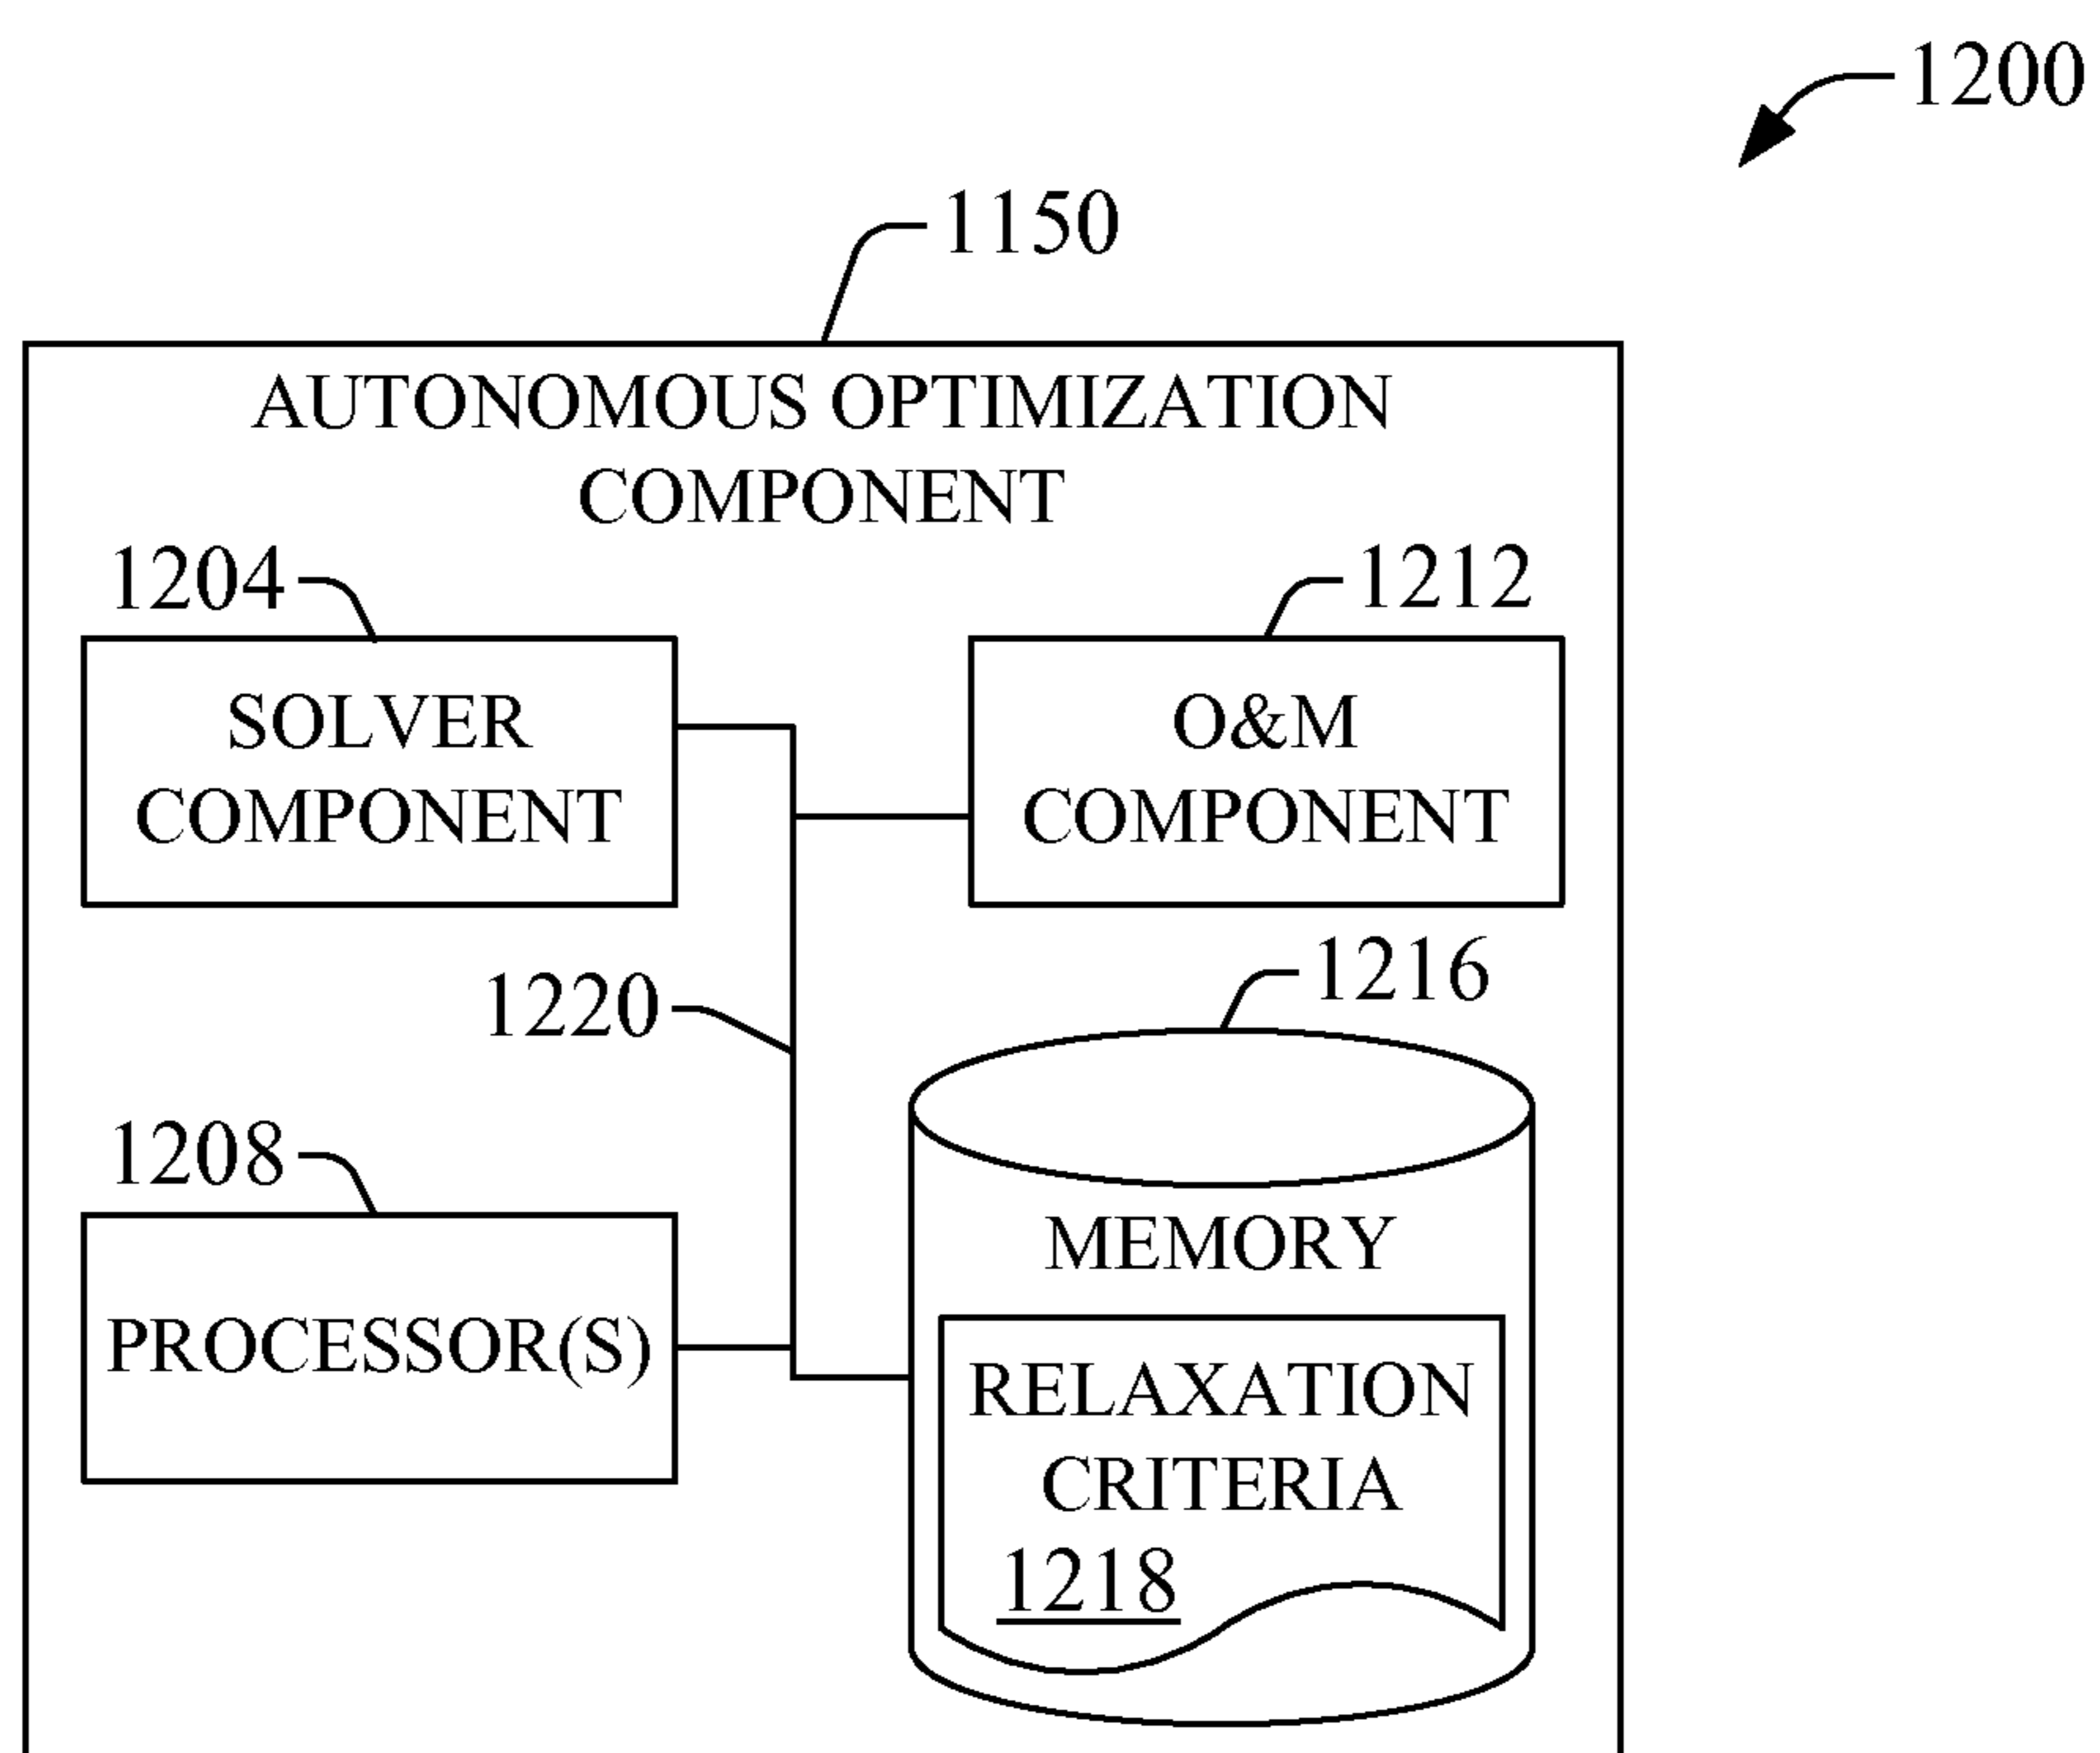 1200
1150
AUTONOMOUS OPTIMIZATION
COMPONENT
1204
1212
SOLVER
COMPONENT
O&M
COMPONENT
1220
1216
1208
PROCESSOR(S)
MEMORY
RELAXATION
CRITERIA
1218